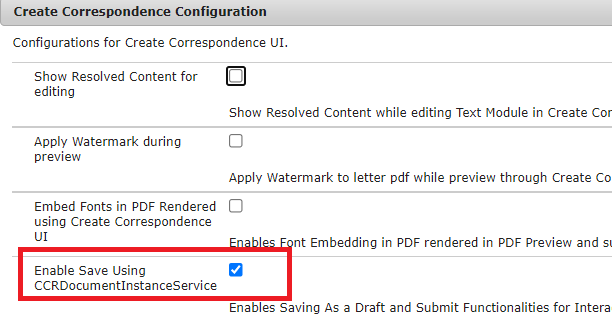 Create Correspondence Configuration
Configurations for Create Correspondence UI.
Show Resolved Content for
editing
Show Resolved Content while editing Text Module in Create Co
Apply Watermark during
preview
Apply Watermark to letter pdf while preview through Create Co
Embed Fonts in PDF Rendered
using Create Correspondence
UI
Enables Font Embedding in PDF rendered in PDF Preview and su
Enable Save Using
CCRDocumentInstanceService
Enables Saving As a Draft and Submit Functionalities for Intera